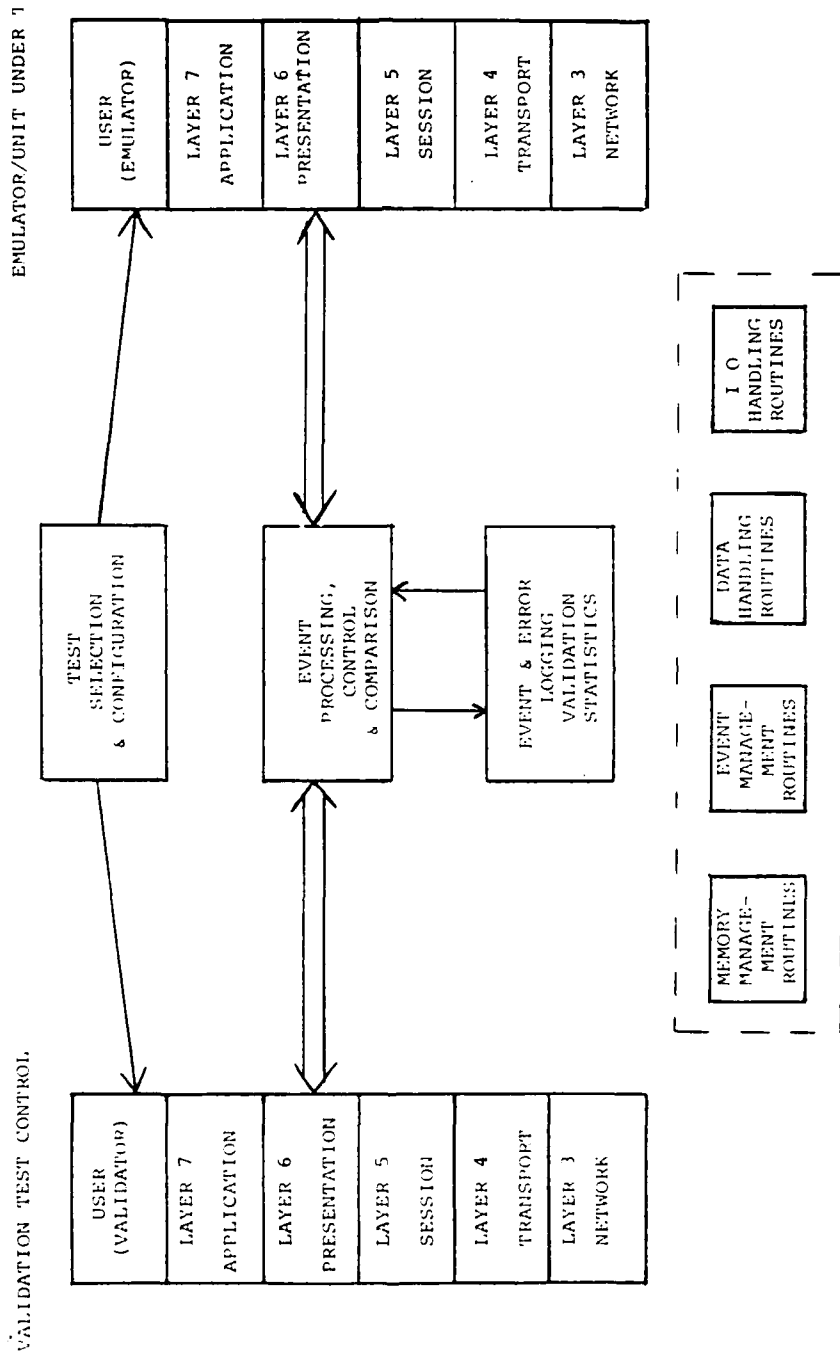 VALIDATION TEST CONTROL
EMULATOR/UNIT UNDER T
USER
(VALIDATOR)
LAYER 7
APPLICATION
LAYER 6
PRESENTATION
LAYER 5
SESSION
LAYER 4
TRANSPORT
LAYER 3
NETWORK
TEST
SELECTION
& CONFIGURATION
EVENT
PROCESSING,
CONTROL
& COMPARISON
EVENT & ERROR
LOGGING
VALIDATION
STATISTICS
USER
(EMULATOR)
LAYER 7
APPLICATION
LAYER 6
PRESENTATION
LAYER 5
SESSION
LAYER 4
TRANSPORT
LAYER 3
NETWORK
MEMORY
MANAGE-
MENT
ROUTINES
EVENT
MANAGE-
MENT
ROUTINES
DATA
HANDLING
ROUTINES
I O
HANDLING
ROUTINES